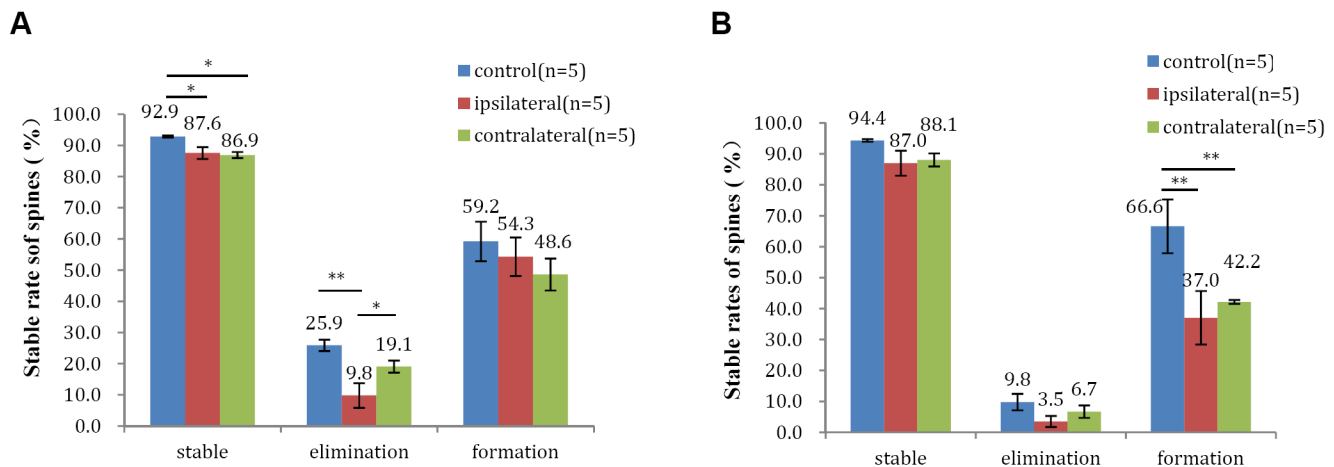 A
control(n=5)
ipsilateral(n=5)
contralateral(n=5)
Stable rate sof spines ( %)
100.0
90.0
80.0
70.0
60.0
50.0
40.0
30.0
20.0
10.0
0.0
*
*
92.9
87.6
86.9
**
*
25.9
9.8
19.1
59.2
54.3
48.6
stable
elimination
formation
B
control(n=5)
ipsilateral(n=5)
contralateral(n=5)
Stable rates of spines ( %)
100.0
90.0
80.0
70.0
60.0
50.0
40.0
30.0
20.0
10.0
0.0
94.4
87.0
88.1
9.8
3.5
6.7
**
**
66.6
37.0
42.2
stable
elimination
formation